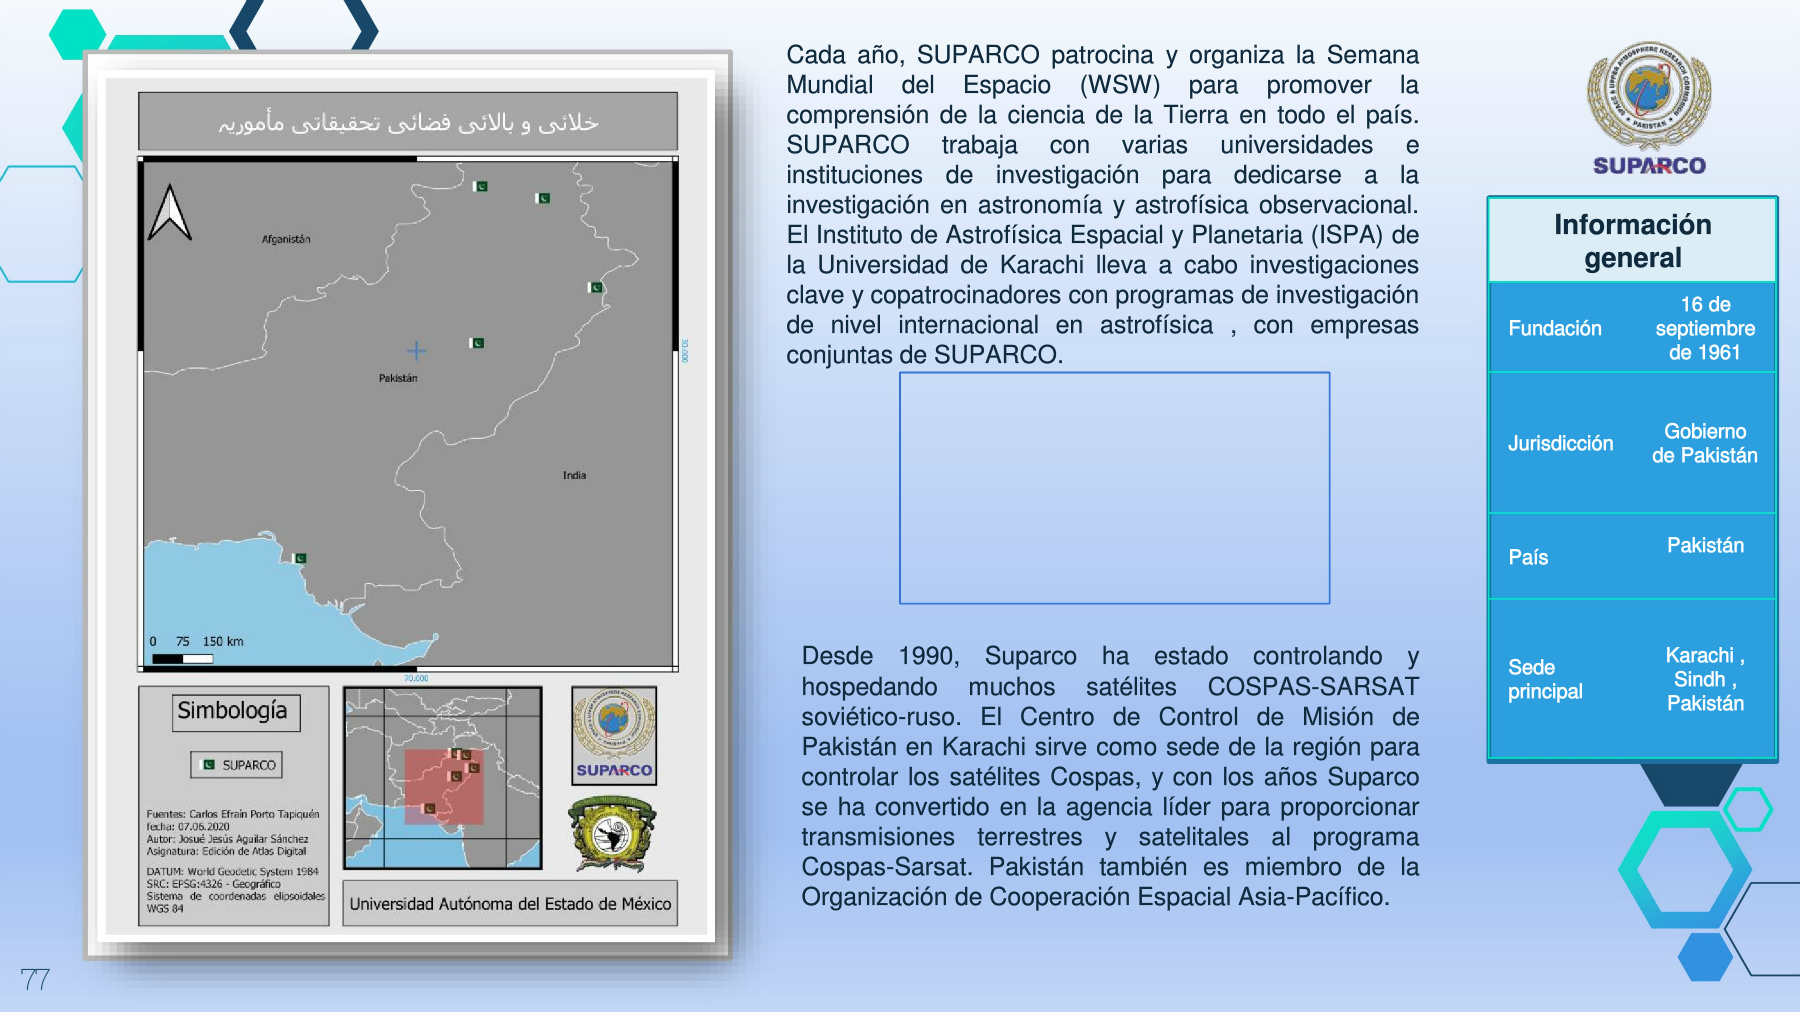 خلائی و بالائی فضائی تحقیقاتی مأموریہ
Afganistán
Pakistán
India
30.000
70.000
0 75 150 km
Simbología
SUPARCO
Fuentes: Carlos Efraín Porto Tapiquén
fecha: 07.06.2020
Autor: Josué Jesús Aguilar Sánchez
Asignatura: Edición de Atlas Digital
DATUM: World Geodetic System 1984
SRC: EPSG:4326 - Geográfico
Sistema de coordenadas elipsoidales
WGS 84
SUPARCO
Universidad Autónoma del Estado de México
77
Cada año, SUPARCO patrocina y organiza la Semana
Mundial del Espacio (WSW) para promover la
comprensión de la ciencia de la Tierra en todo el país.
SUPARCO trabaja con varias universidades e
instituciones de investigación para dedicarse a la
investigación en astronomía y astrofísica observacional.
El Instituto de Astrofísica Espacial y Planetaria (ISPA) de
la Universidad de Karachi lleva a cabo investigaciones
clave y copatrocinadores con programas de investigación
de nivel internacional en astrofísica , con empresas
conjuntas de SUPARCO.
Desde 1990, Suparco ha estado controlando y
hospedando muchos satélites COSPAS-SARSAT
soviético-ruso. El Centro de Control de Misión de
Pakistán en Karachi sirve como sede de la región para
controlar los satélites Cospas, y con los años Suparco
se ha convertido en la agencia líder para proporcionar
transmisiones terrestres y satelitales al programa
Cospas-Sarsat. Pakistán también es miembro de la
Organización de Cooperación Espacial Asia-Pacífico.
SPACE & UPPER ATMOSPHERE RESEARCH COMMISSION
PAKISTAN
SUPARCO
Información
general
Fundación
16 de
septiembre
de 1961
Jurisdicción
Gobierno
de Pakistán
País
Pakistán
Sede
principal
Karachi ,
Sindh ,
Pakistán